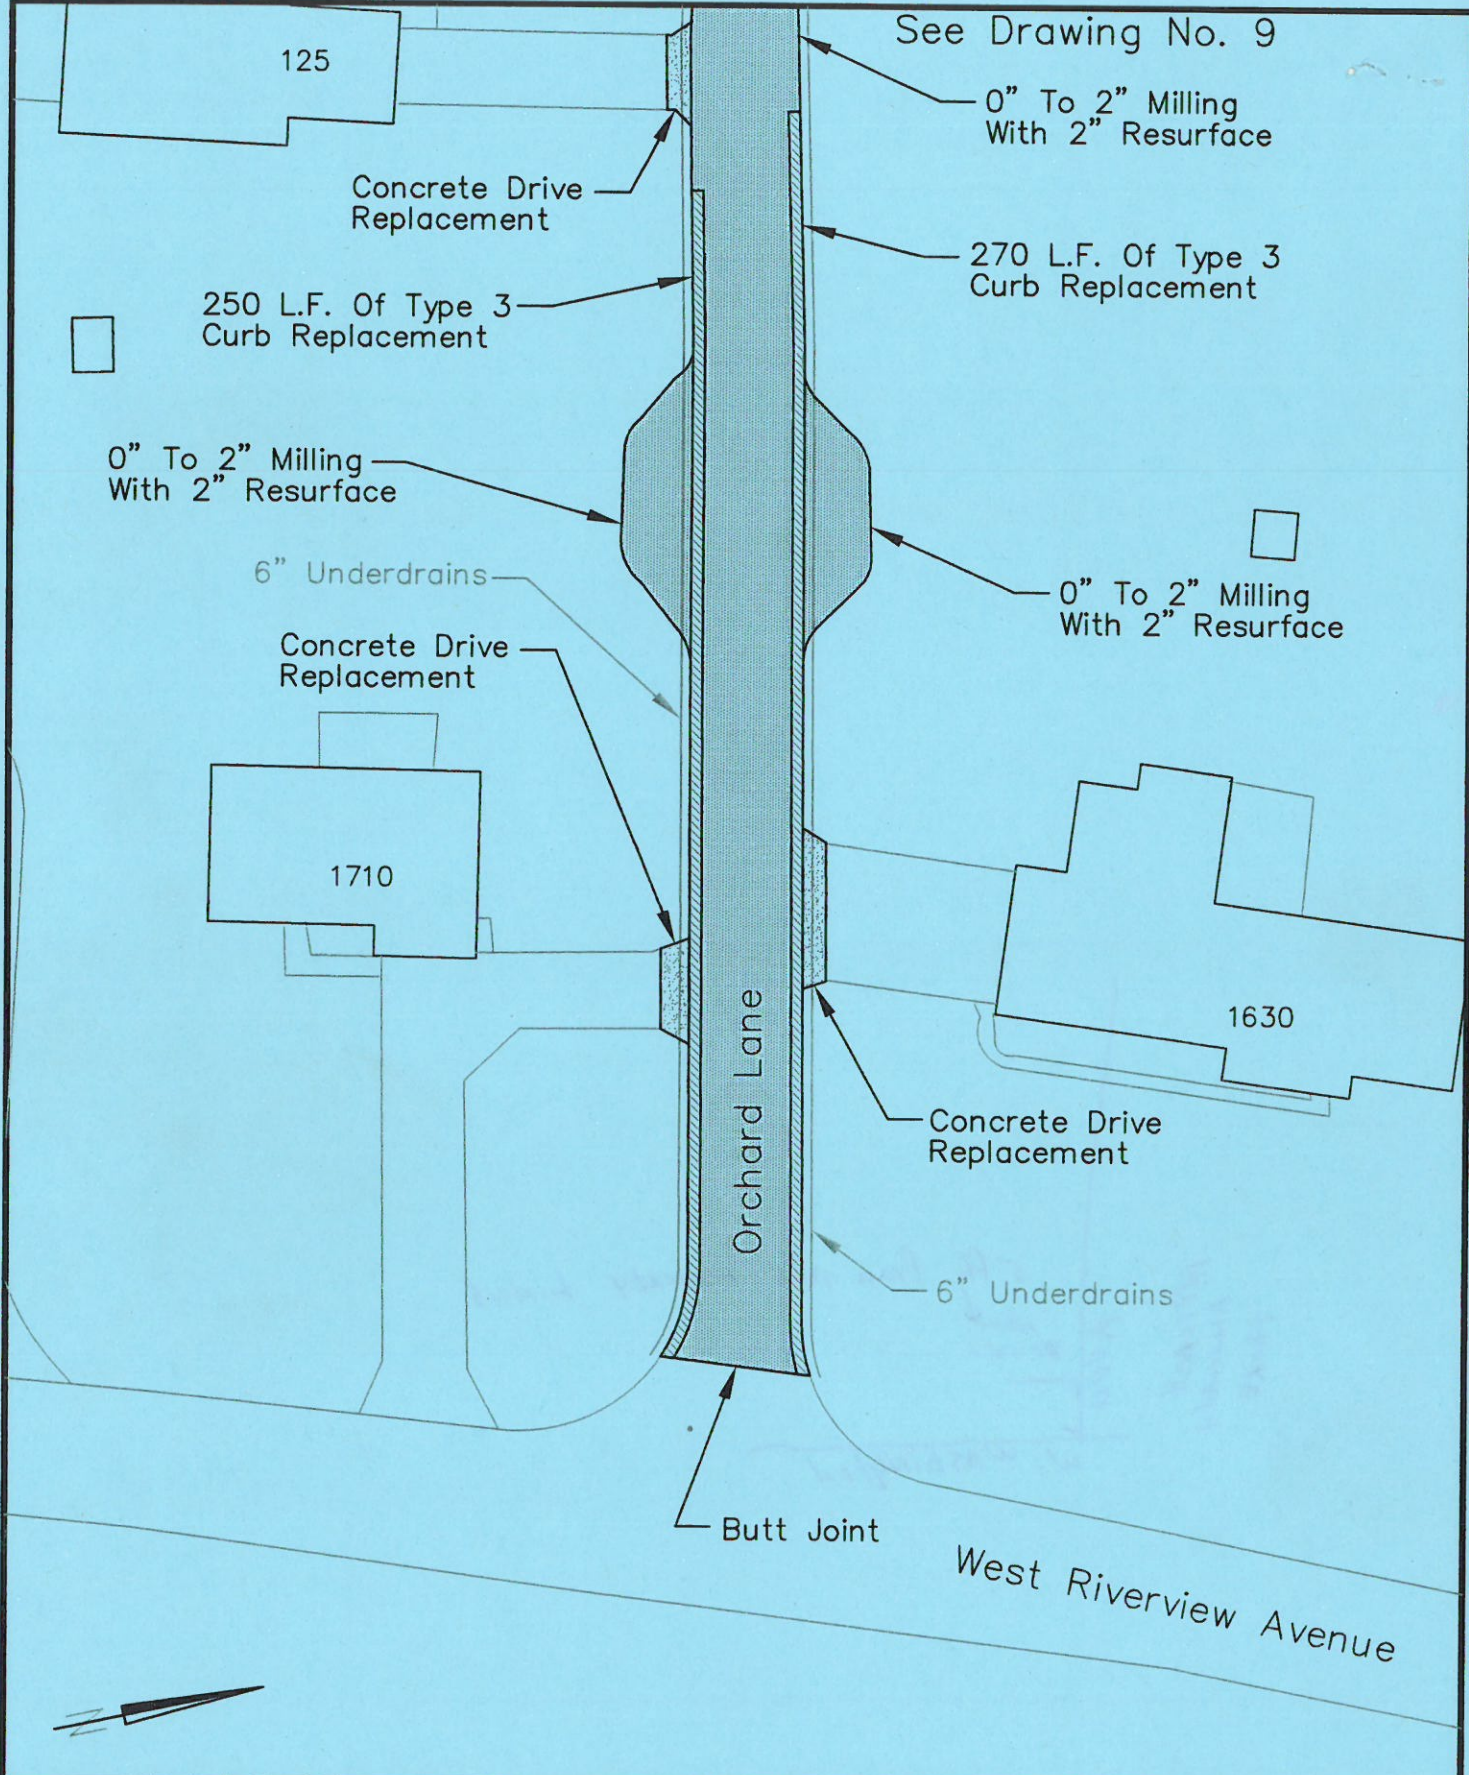 See Drawing No. 9
125
0" To 2" Milling
With 2" Resurface
Concrete Drive
Replacement
270 L.F. Of Type 3
Curb Replacement
250 L.F. Of Type 3
Curb Replacement
0" To 2" Milling
With 2" Resurface
6" Underdrains
0" To 2" Milling
With 2" Resurface
Concrete Drive
Replacement
1710
1630
Orchard Lane
Concrete Drive
Replacement
6" Underdrains
Butt Joint
West Riverview Avenue
N